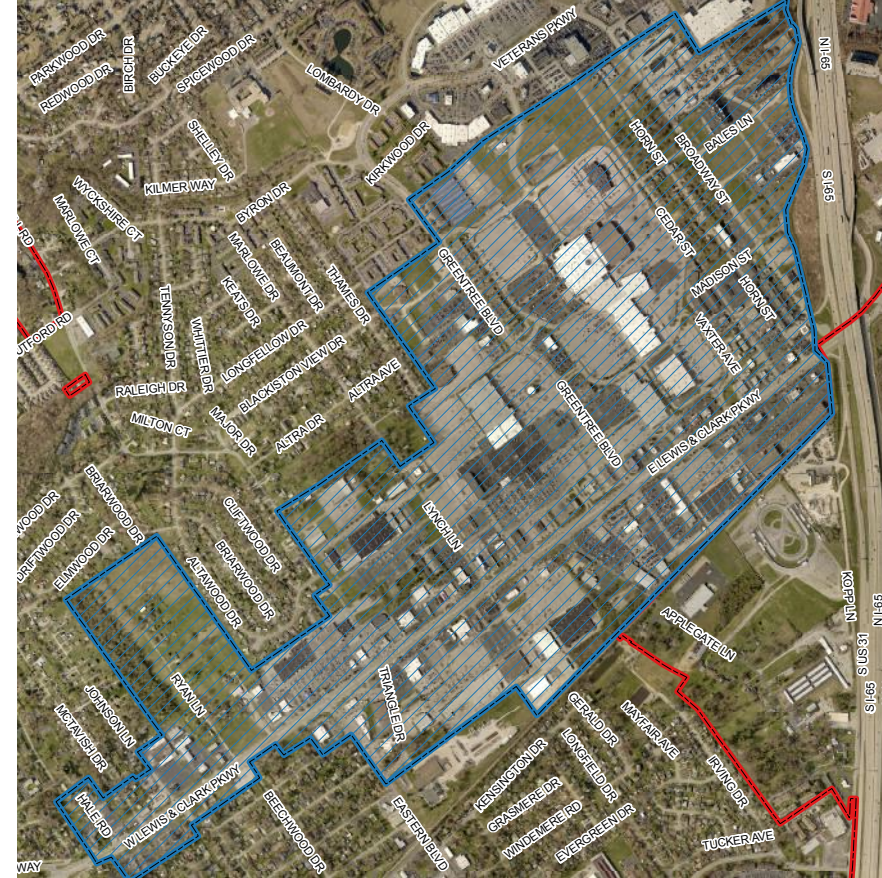 PARKWOOD DR
REDWOOD DR
BIRCH DR
BUCKEYE DR
SPICEWOOD DR
LOMBARDY DR
VETERANS PKWY
N I-65
SHELLEY DR
KIRKWOOD DR
HORN ST
BROADWAY ST
BALES LN
KILMER WAY
S I-65
WYCKSHIRE CT
MARLOWE CT
BYRON DR
MARLOWE DR
BEAUMONT DR
KEATS DR
THAMES DR
CEDAR ST
RD
GREENTREE BLVD
MADISON ST
HORN ST
TENNYSON DR
WHITTIER DR
LONGFELLOW DR
BLACKISTON VIEW DR
VAXTER AVE
UTFORD RD
RALEIGH DR
ALTRA AVE
MILTON CT
MAJOR DR
ALTRA DR
GREENTREE BLVD
E LEWIS & CLARK PKWY
BRIARWOOD DR
CLIFTWOOD DR
LYNCH LN
WOOD DR
DRIFTWOOD DR
ELMWOOD DR
ALTAWOOD DR
BRIARWOOD DR
KOPP LN
N I-65
S US 31
S I-65
APPLEGATE LN
RYAN LN
TRIANGLE DR
JOHNSON LN
MCTAVISH DR
GERALD DR
MAYFAIR AVE
LONGFIELD DR
IRVING DR
KENSINGTON DR
GRASMERE DR
WINDEMERE RD
EVERGREEN DR
TUCKER AVE
HALE RD
W LEWIS & CLARK PKWY
BEECHWOOD DR
EASTERN BLVD
WAY